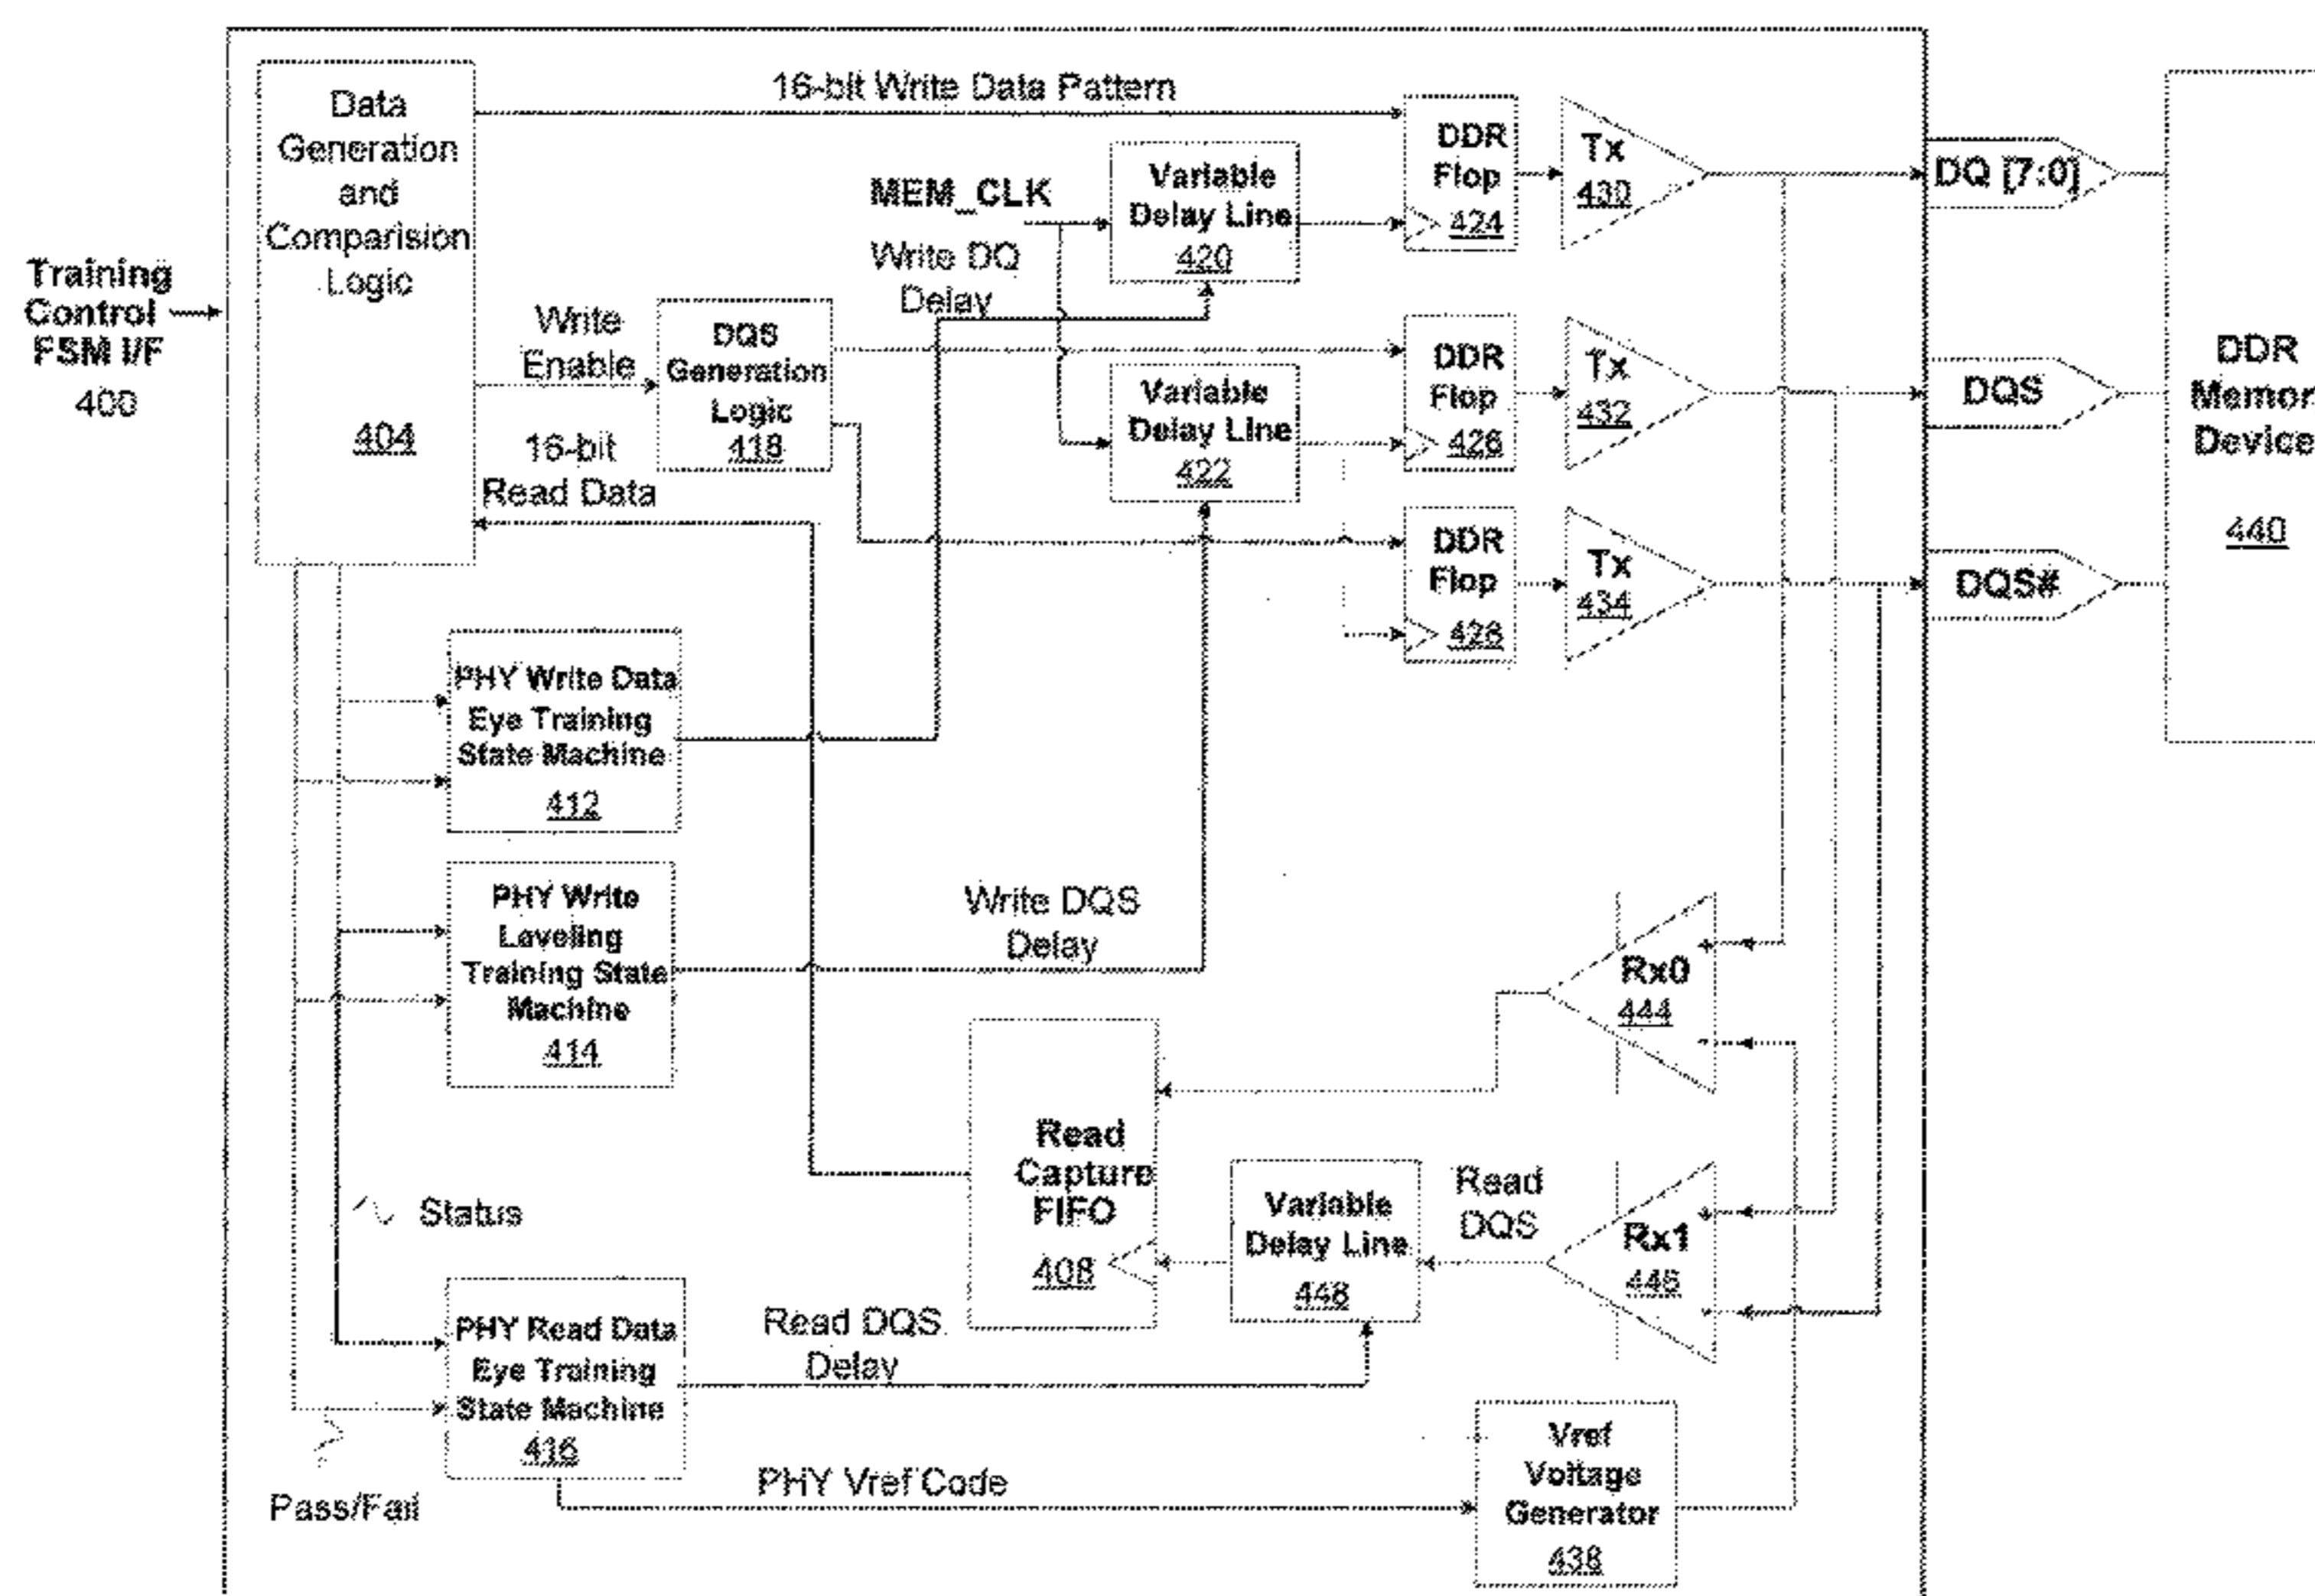 Training
Control
FSM I/F
400
Data
Generation
and
Comparision
Logic
404
16-bit Write Data Pattern
MEM_CLK
Write DQ
Delay
Variable
Delay Line
420
DDR
Flop
424
Tx
430
DQ [7:0]
Write
Enable
DQS
Generation
Logic
418
16-bit
Read Data
Variable
Delay Line
422
DDR
Flop
426
Tx
432
DQS
DDR
Memor
Device
440
DDR
Flop
428
Tx
434
DQS#
PHY Write Data
Eye Training
State Machine
412
PHY Write
Leveling
Training State
Machine
414
Write DQS
Delay
Rx0
444
Read
Capture
FIFO
408
Variable
Delay Line
448
Read
DQS
Rx1
446
Status
PHY Read Data
Eye Training
State Machine
416
Read DQS
Delay
Pass/Fail
PHY Vref Code
Vref
Voltage
Generator
438